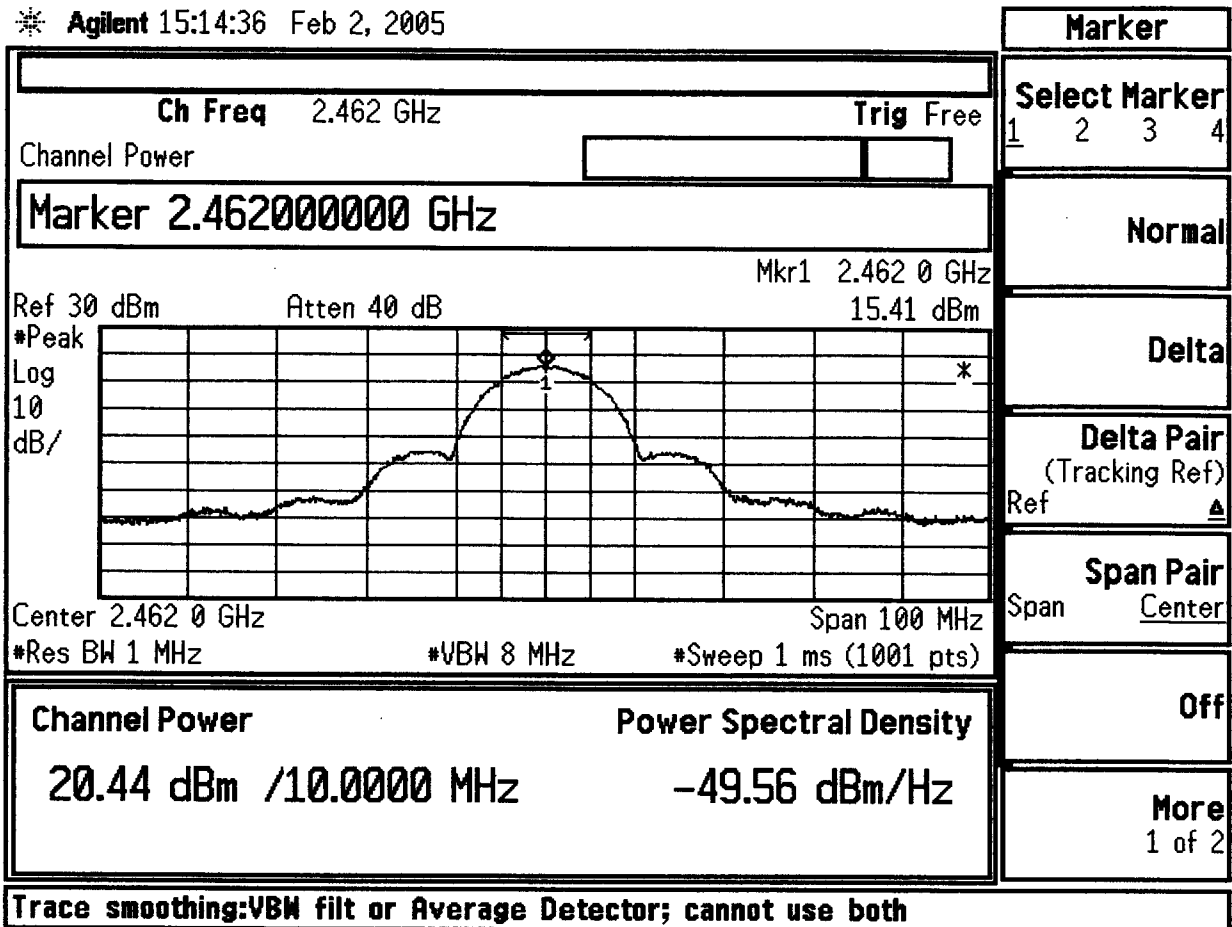 Agilent 15:14:36 Feb 2, 2005
Marker
Ch Freq 2.462 GHz
Trig Free
Select Marker
1 2 3 4
Channel Power
Marker 2.462000000 GHz
Normal
Mkr1 2.462 0 GHz
Ref 30 dBm
Atten 40 dB
15.41 dBm
#Peak
Log
10
dB/
1
*
Delta
Delta Pair
(Tracking Ref)
Ref Δ
Span Pair
Span Center
Center 2.462 0 GHz
Span 100 MHz
#Res BW 1 MHz
#VBW 8 MHz
#Sweep 1 ms (1001 pts)
Off
Channel Power
Power Spectral Density
20.44 dBm /10.0000 MHz
-49.56 dBm/Hz
More
1 of 2
Trace smoothing:VBW filt or Average Detector; cannot use both